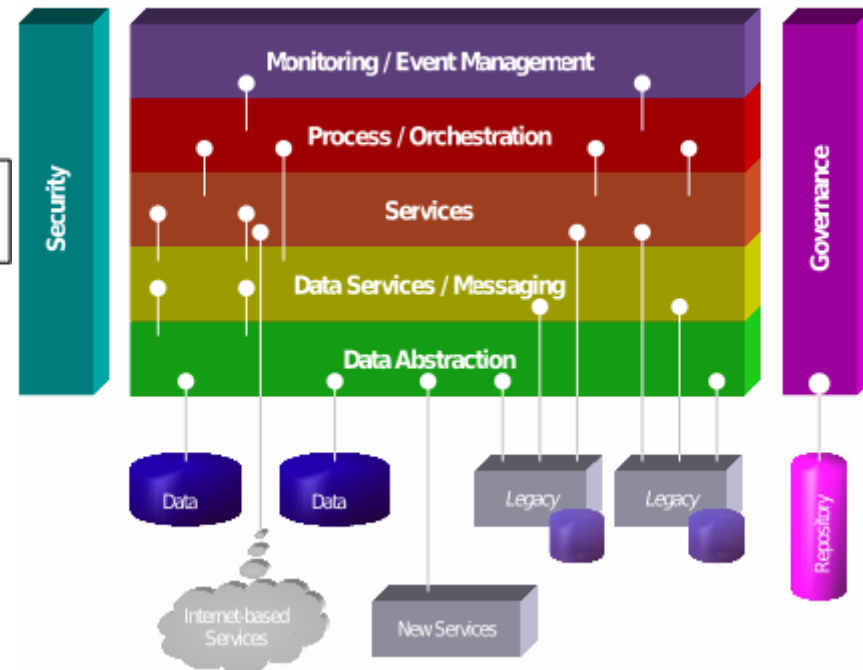 Monitoring / Event Management
Process / Orchestration
Services
Data Services / Messaging
Data Abstraction
Security
Governance
Data
Data
Legacy
Legacy
Repository
Internet-based
Services
New Services